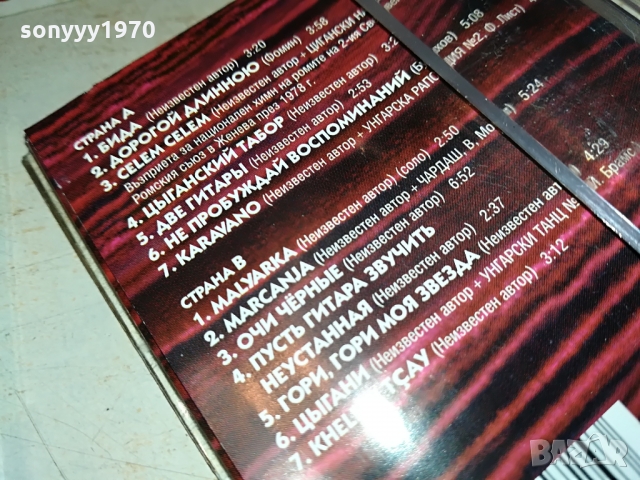 sonyyy1970
СТРАНА А
1. БИДА (Неизвестен автор) 3:20
2. ДОРОГОЙ ДЛИННОЮ (Фомин) 3:58
3. CELEM CELEM (Неизвестен автор + ЦИГАНСКИ
Възприета за национален химн на ромите на 2-ия
Ромския съюз в Женева през 1978 г.
4. ЦЫГАНСКИЙ ТАБОР (Неизвестен автор)
5. ДВЕ ГИТАРЫ (Неизвестен автор) 2:53
6. НЕ ПРОБУЖДАЙ ВОСПОМИНАНИЙ 5:08
7. KARAVANO (Неизвестен автор + УНГАРСКА №2, Ф. Лист)
СТРАНА В
1. MALYARKA (Неизвестен автор) (соло) 2:50
2. MARCANJA (Неизвестен автор + ЧАРДАШ, В. 5:24
3. ОЧИ ЧЁРНЫЕ (Неизвестен автор) 6:52
4. ПУСТЬ ГИТАРА ЗВУЧИТЬ
НЕУСТАННАЯ (Неизвестен автор) 2:37
5. ГОРИ, ГОРИ МОЯ ЗВЕЗДА (Неизвестен автор) 4:29
6. ЦЫГАНИ (Неизвестен автор + УНГАРСКИ ТАНЦ
7. (Неизвестен автор) 3:12
BAZAR